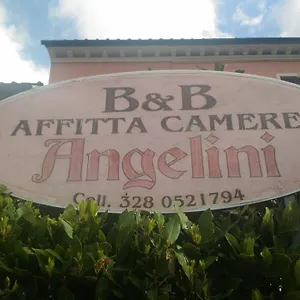 B&B
AFFITTA CAMERE
Angelini
Cell. 328 0521794